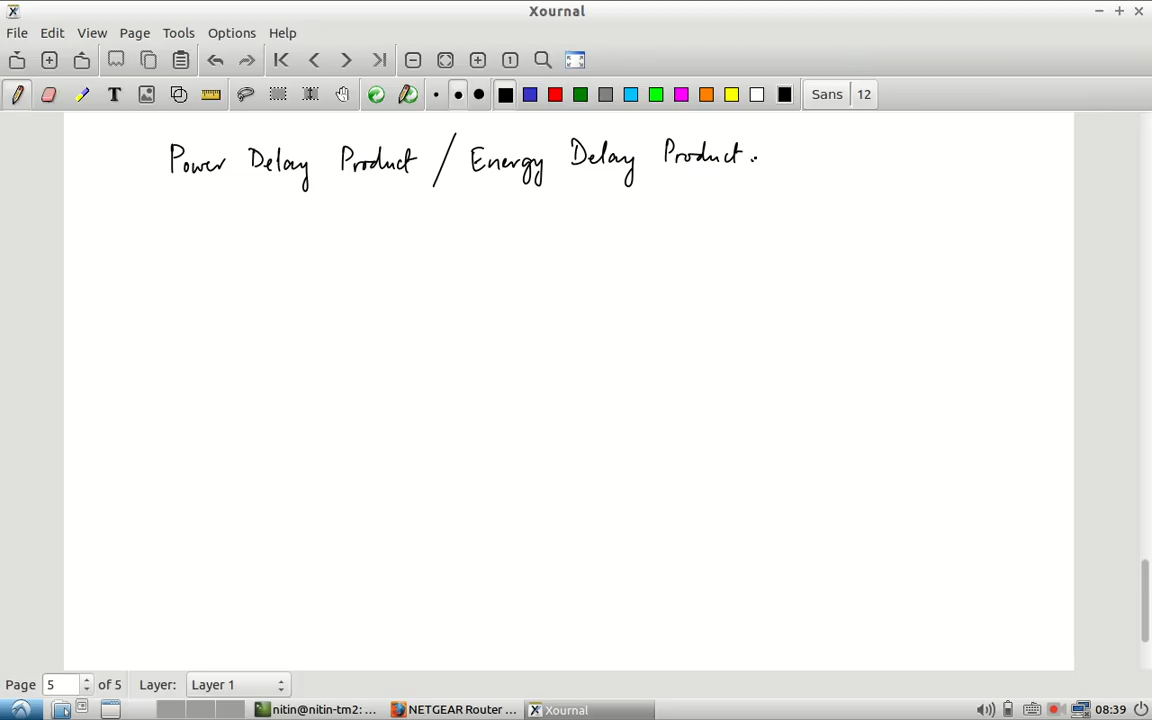 Xournal
File Edit View Page Tools Options Help
Sans 12
Power Delay Product / Energy Delay Product.
Page 5 of 5 Layer: Layer 1
nitin@nitin-tm2: ... NETGEAR Router ... Xournal 08:39